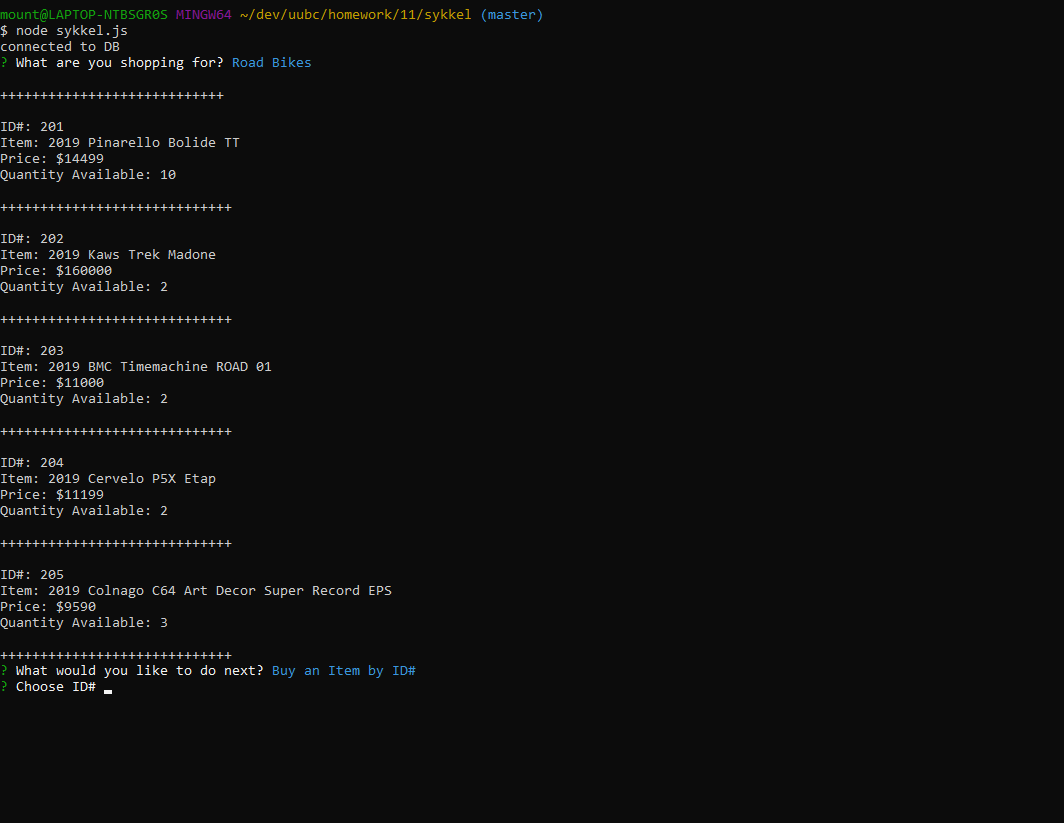 mount@LAPTOP-NTBSGR0S MINGW64 ~/dev/uubc/homework/11/sykkel (master)
$ node sykkel.js
connected to DB
? What are you shopping for? Road Bikes
++++++++++++++++++++++++++++
ID#: 201
Item: 2019 Pinarello Bolide TT
Price: $14499
Quantity Available: 10
+++++++++++++++++++++++++++++
ID#: 202
Item: 2019 Kaws Trek Madone
Price: $160000
Quantity Available: 2
+++++++++++++++++++++++++++++
ID#: 203
Item: 2019 BMC Timemachine ROAD 01
Price: $11000
Quantity Available: 2
+++++++++++++++++++++++++++++
ID#: 204
Item: 2019 Cervelo P5X Etap
Price: $11199
Quantity Available: 2
+++++++++++++++++++++++++++++
ID#: 205
Item: 2019 Colnago C64 Art Decor Super Record EPS
Price: $9590
Quantity Available: 3
+++++++++++++++++++++++++++++
? What would you like to do next? Buy an Item by ID#
? Choose ID#